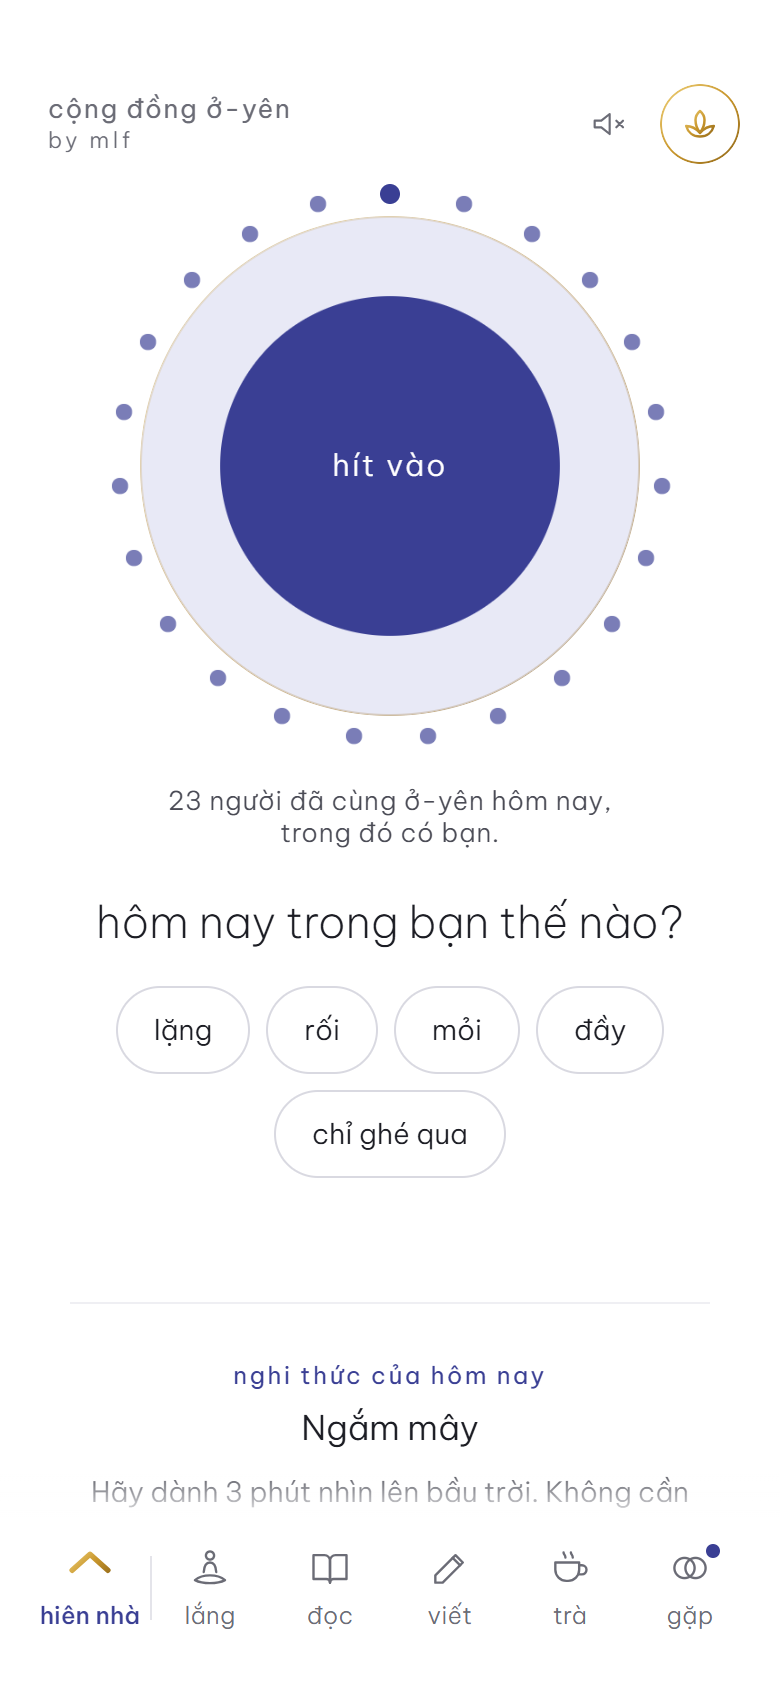 cộng đồng ở-yên
by mlf
hít vào
23 người đã cùng ở-yên hôm nay,
trong đó có bạn.
hôm nay trong bạn thế nào?
lặng rối mỏi đầy
chỉ ghé qua
nghi thức của hôm nay
Ngắm mây
Hãy dành 3 phút nhìn lên bầu trời. Không cần
hiên nhà lắng đọc viết trà gặp